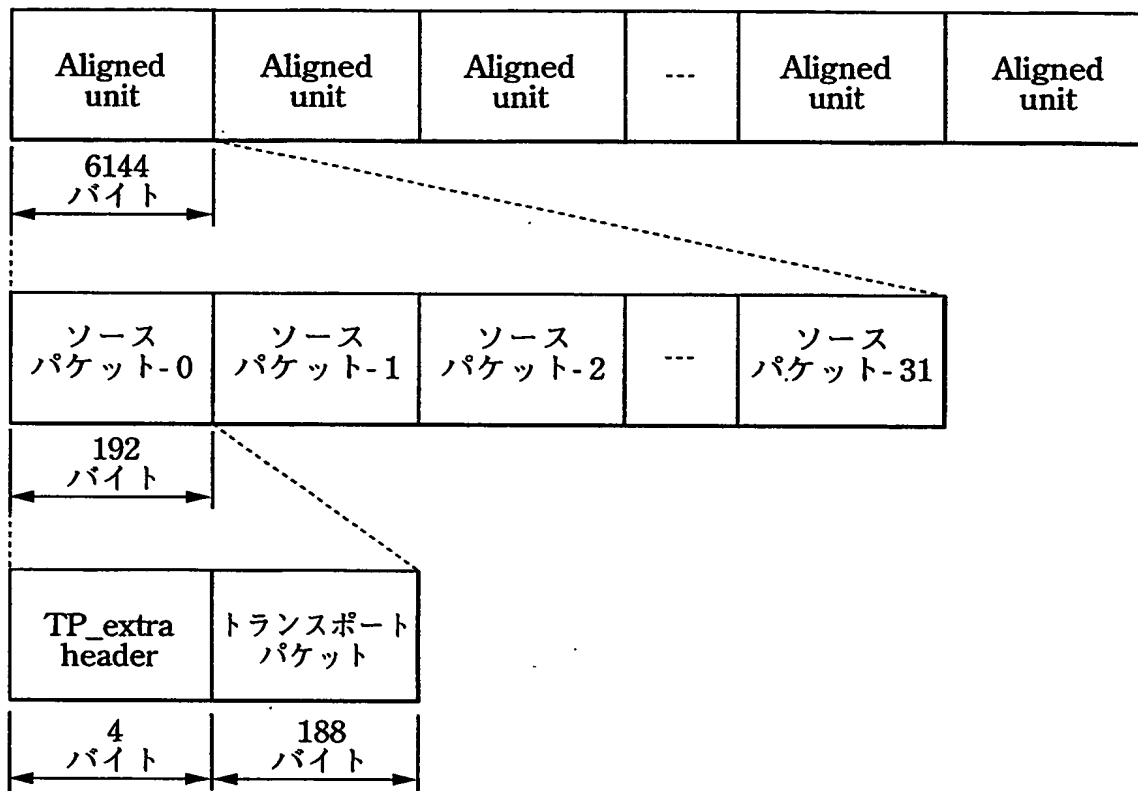 Aligned
unit
Aligned
unit
Aligned
unit
---
Aligned
unit
Aligned
unit
6144
バイト
ソース
パケット-0
ソース
パケット-1
ソース
パケット-2
---
ソース
パケット-31
192
バイト
TP_extra
header
トランスポート
パケット
4
バイト
188
バイト